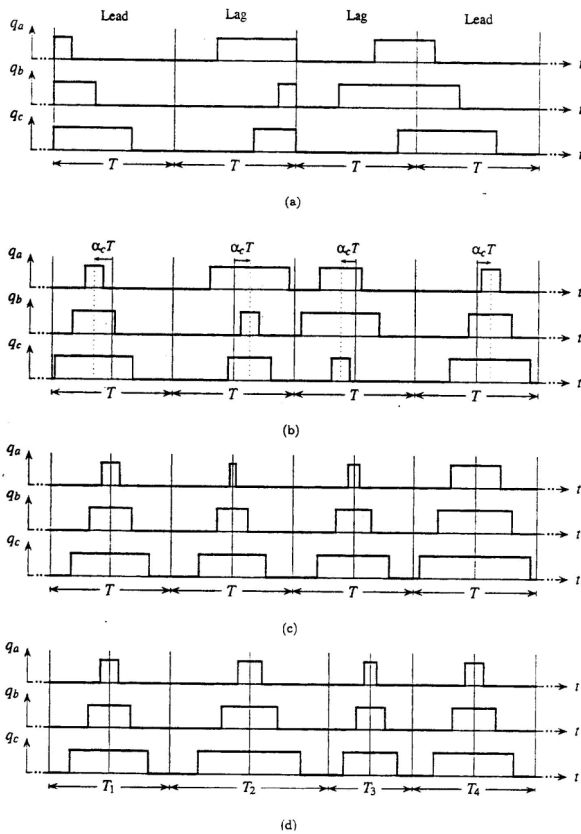 Lead Lag Lag Lead
qa t
qb t
qc t
T T T T
(a)
αcT αcT αcT αcT
qa t
qb t
qc t
T T T T
(b)
qa t
qb t
qc t
T T T T
(c)
qa t
qb t
qc t
T1 T2 T3 T4
(d)